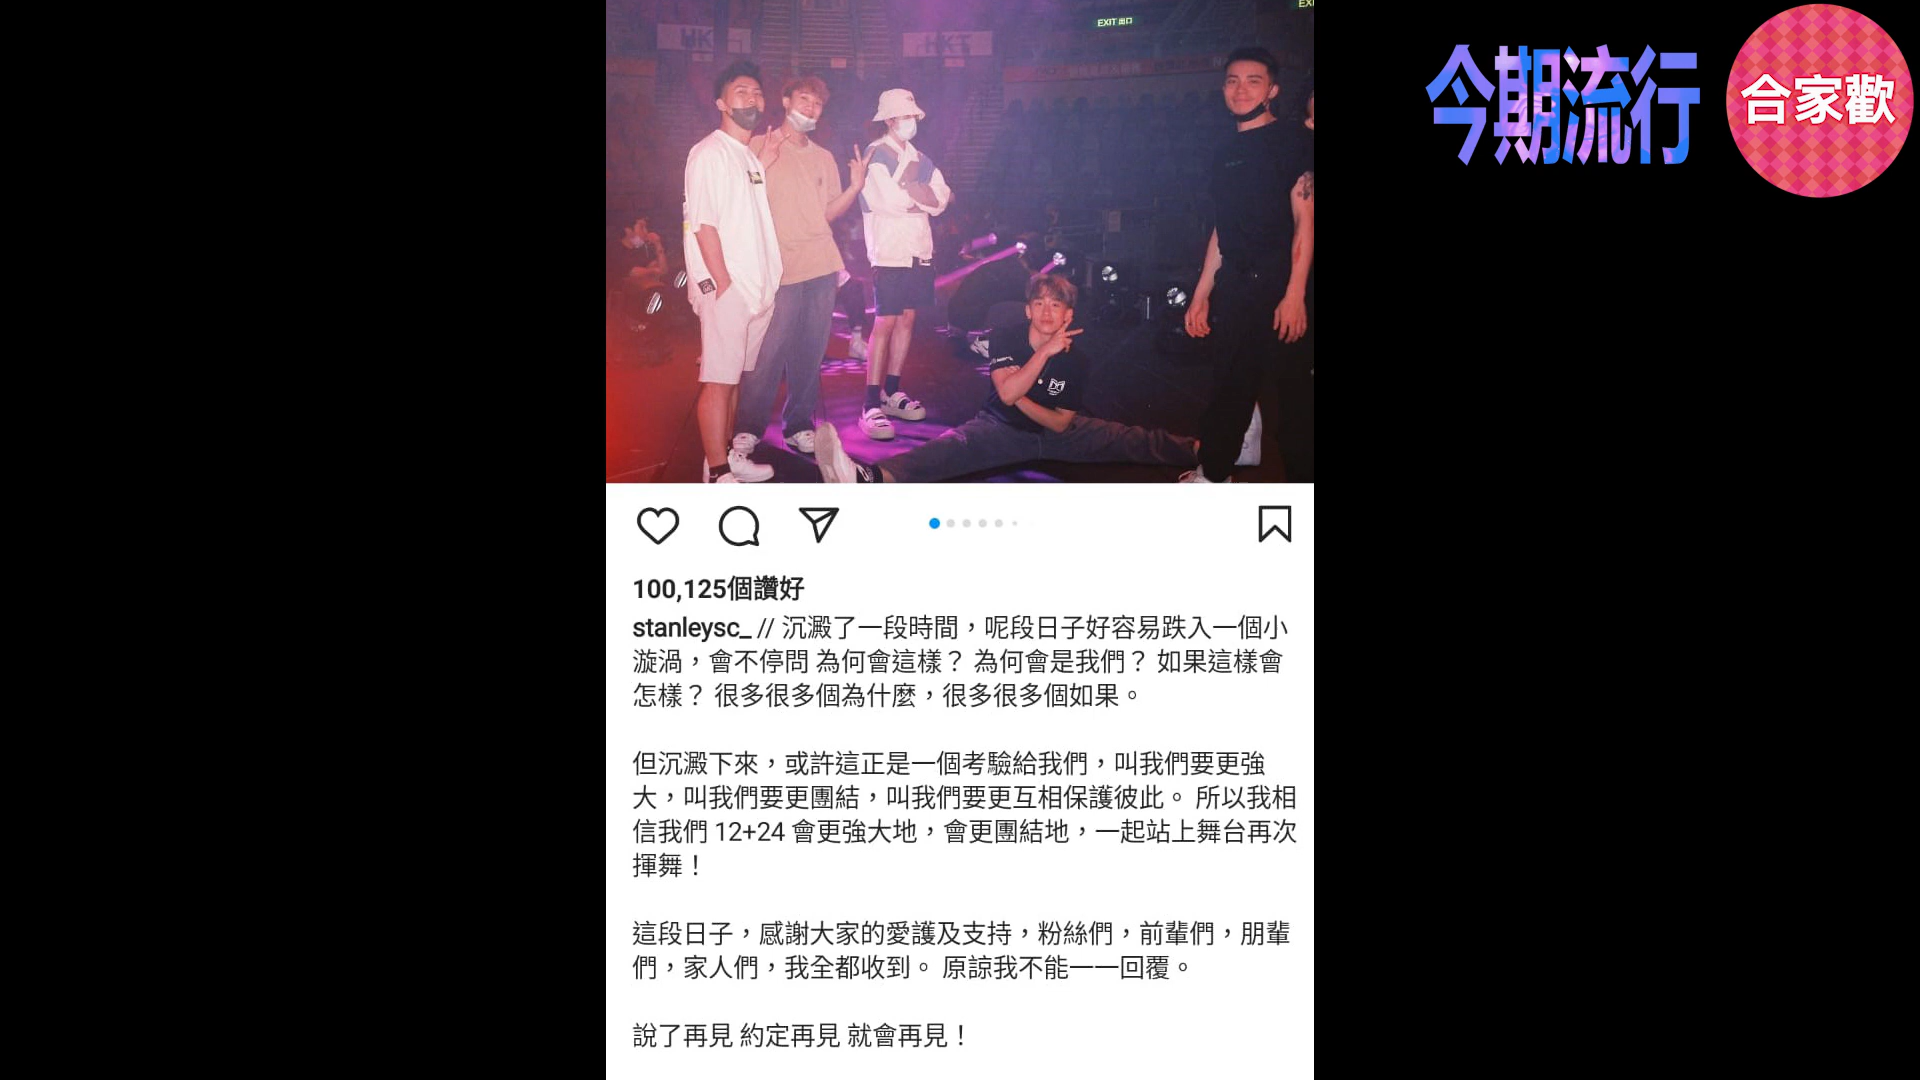 EXIT 出口
今期流行
合家歡
100,125個讚好
stanleysc_ // 沉澱了一段時間，呢段日子好容易跌入一個小
漩渦，會不停問 為何會這樣？ 為何會是我們？ 如果這樣會
怎樣？ 很多很多個為什麼，很多很多個如果。
但沉澱下來，或許這正是一個考驗給我們，叫我們要更強
大，叫我們要更團結，叫我們要更互相保護彼此。 所以我相
信我們 12+24 會更強大地，會更團結地，一起站上舞台再次
揮舞！
這段日子，感謝大家的愛護及支持，粉絲們，前輩們，朋輩
們，家人們，我全都收到。 原諒我不能一一回覆。
說了再見 約定再見 就會再見！